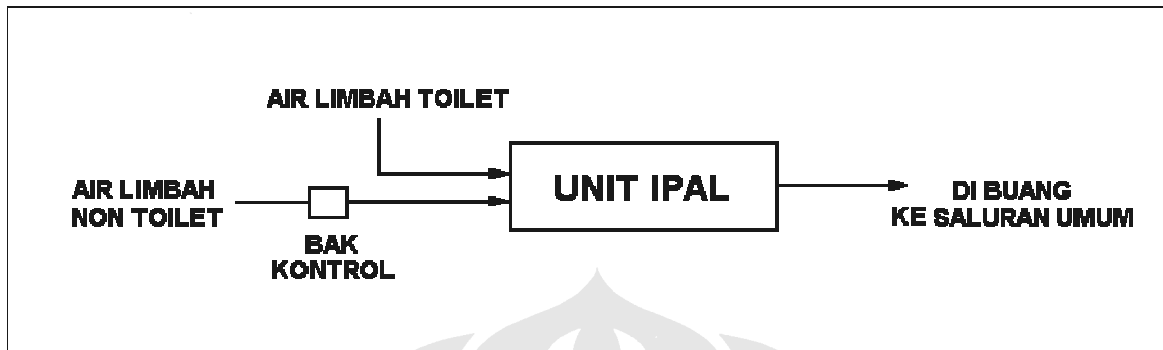 AIR LIMBAH TOILET
AIR LIMBAH
NON TOILET
BAK
KONTROL
UNIT IPAL
DI BUANG
KE SALURAN UMUM